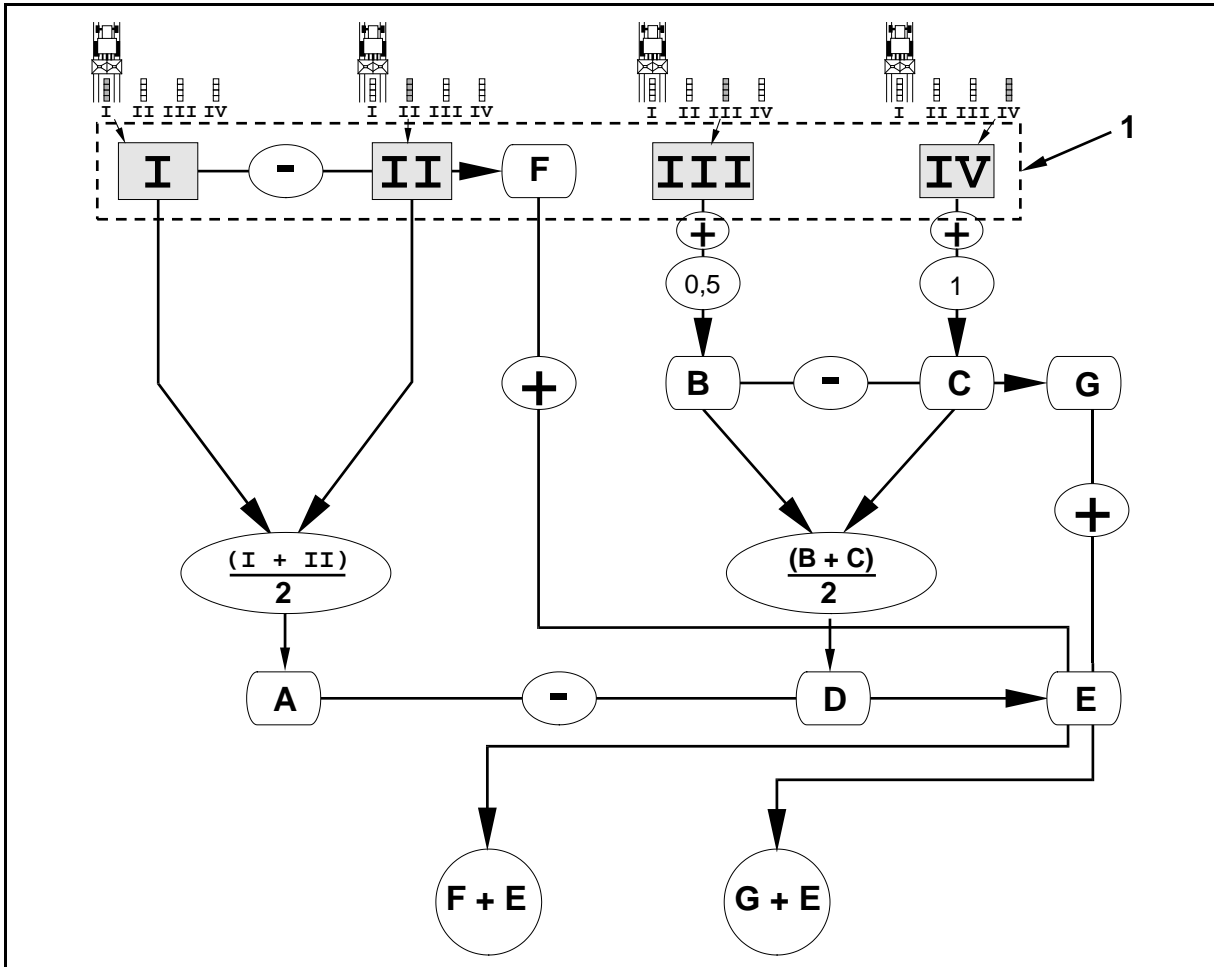 I II III IV I II III IV I II III IV I II III IV
1
I - II F III IV
+ +
0,5 1
+ B - C G
+
(I + II) (B + C)
2 2
A - D E
F + E G + E